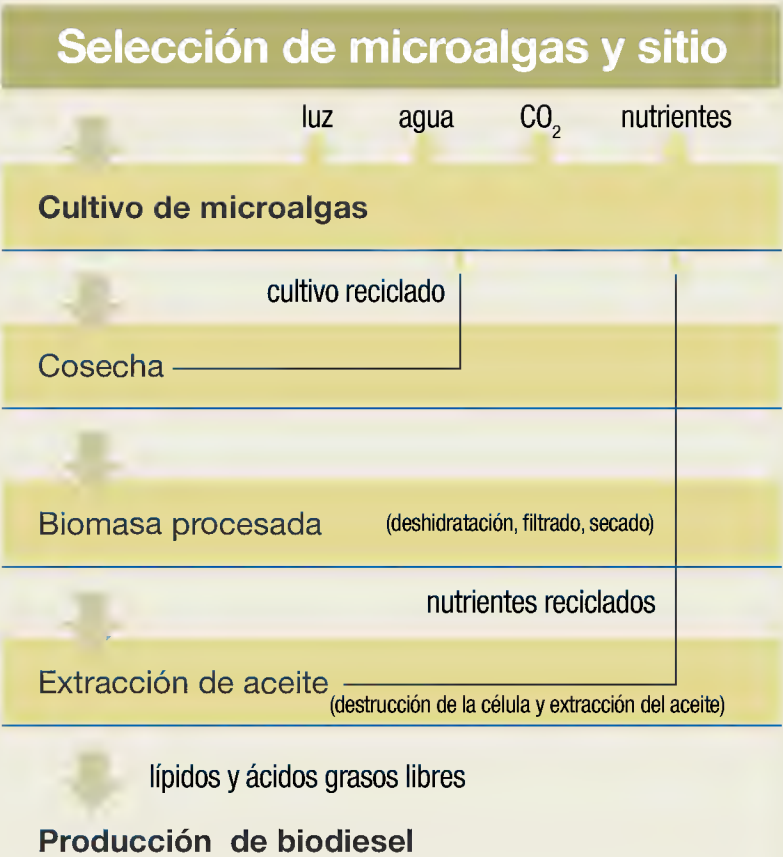 Selección de microalgas y sitio
luz agua CO₂ nutrientes
Cultivo de microalgas
cultivo reciclado
Cosecha
Biomasa procesada (deshidratación, filtrado, secado)
nutrientes reciclados
Extracción de aceite
(destrucción de la célula y extracción del aceite)
lípidos y ácidos grasos libres
Producción de biodiesel